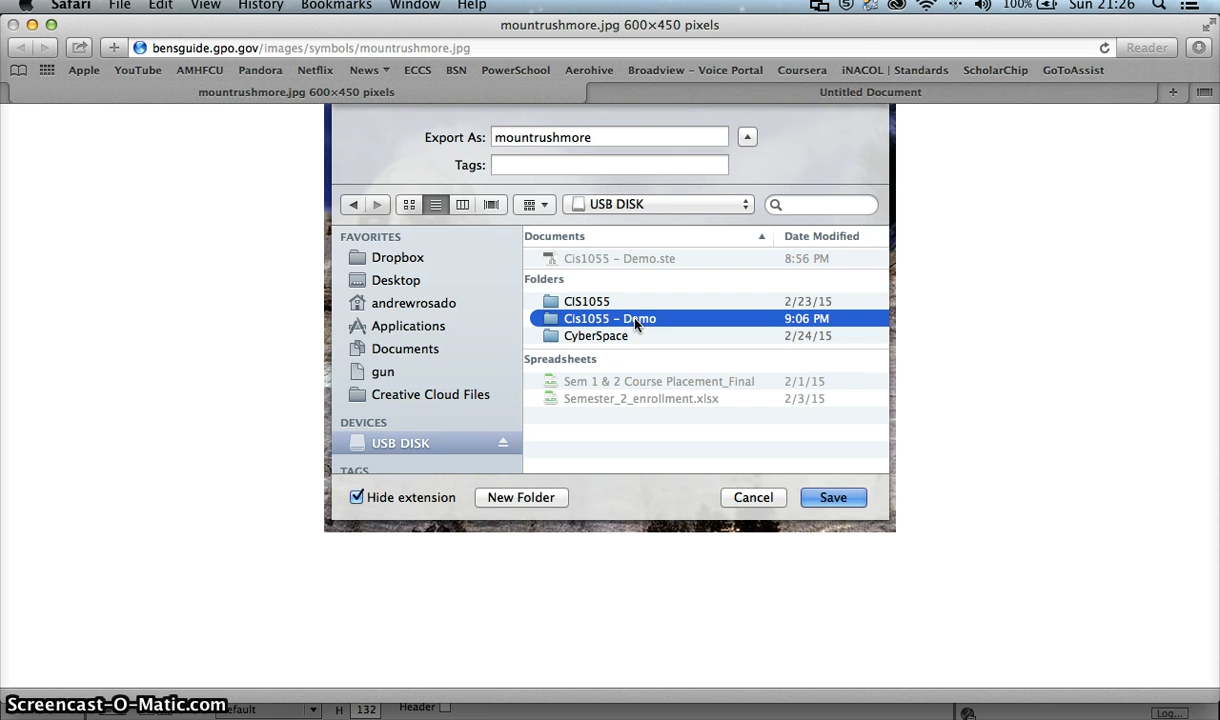 Safari File Edit View History Bookmarks Window Help 100% Sun 21:26
mountrushmore.jpg 600×450 pixels
bensguide.gpo.gov/images/symbols/mountrushmore.jpg Reader
Apple YouTube AMHFCU Pandora Netflix News ECCS BSN PowerSchool Aerohive Broadview - Voice Portal Coursera iNACOL | Standards ScholarChip GoToAssist
mountrushmore.jpg 600×450 pixels Untitled Document
Export As: mountrushmore
Tags:
USB DISK
FAVORITES
Dropbox
Desktop
andrewrosado
Applications
Documents
gun
Creative Cloud Files
DEVICES
USB DISK
TAGS
Documents Date Modified
Cis1055 - Demo.ste 8:56 PM
Folders
CIS1055 2/23/15
Cis1055 - Demo 9:06 PM
CyberSpace 2/24/15
Spreadsheets
Sem 1 & 2 Course Placement_Final 2/1/15
Semester_2_enrollment.xlsx 2/3/15
Hide extension New Folder Cancel Save
Screencast-O-Matic.com
H 132 Header Log...